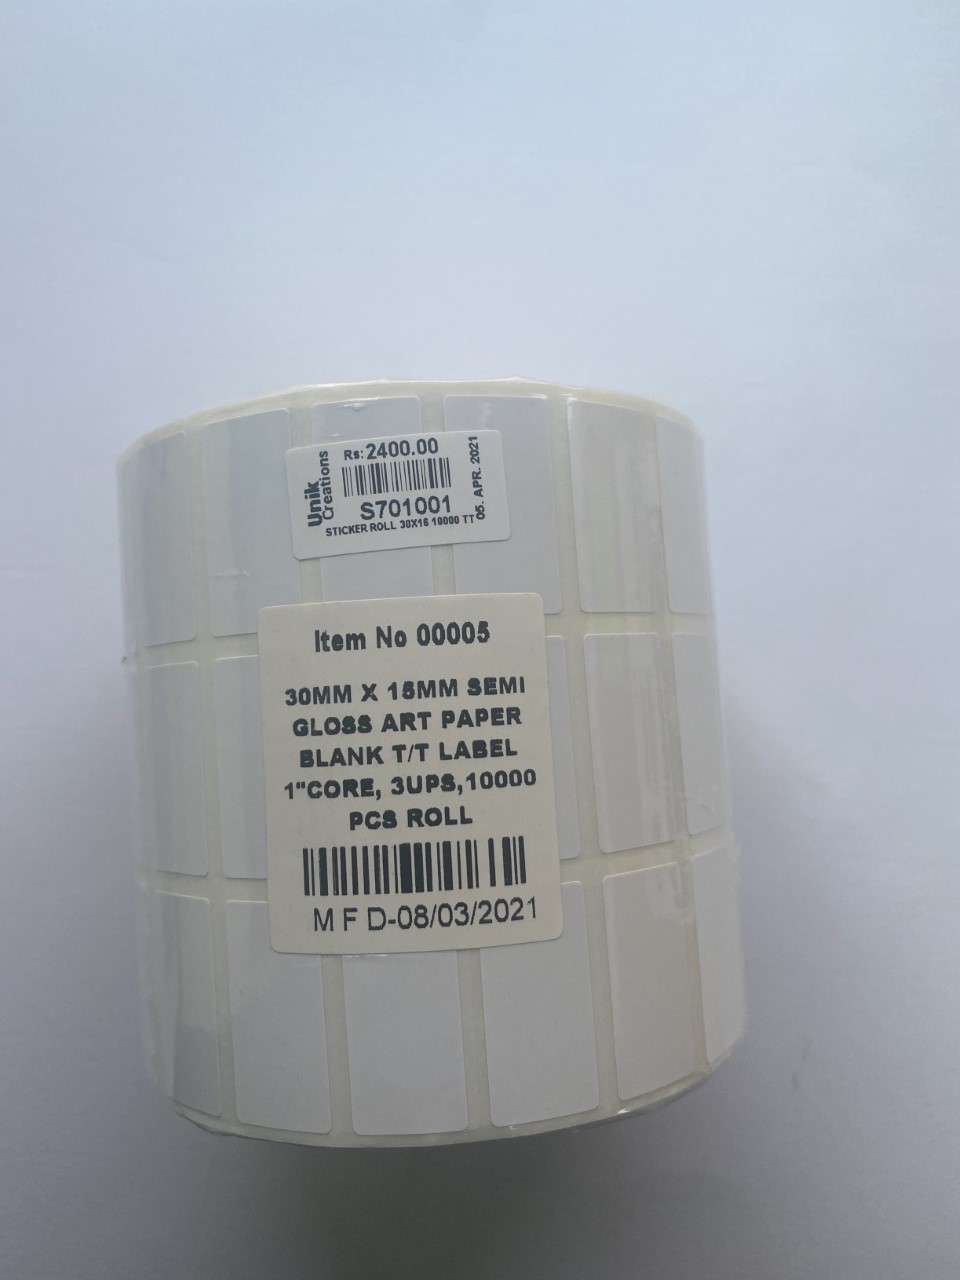 Unik
Creations
Rs: 2400.00
S701001
STICKER ROLL 30X16 10000 TT
05. APR. 2021
Item No 00005
30MM X 15MM SEMI
GLOSS ART PAPER
BLANK T/T LABEL
1"CORE, 3UPS,10000
PCS ROLL
M F D-08/03/2021